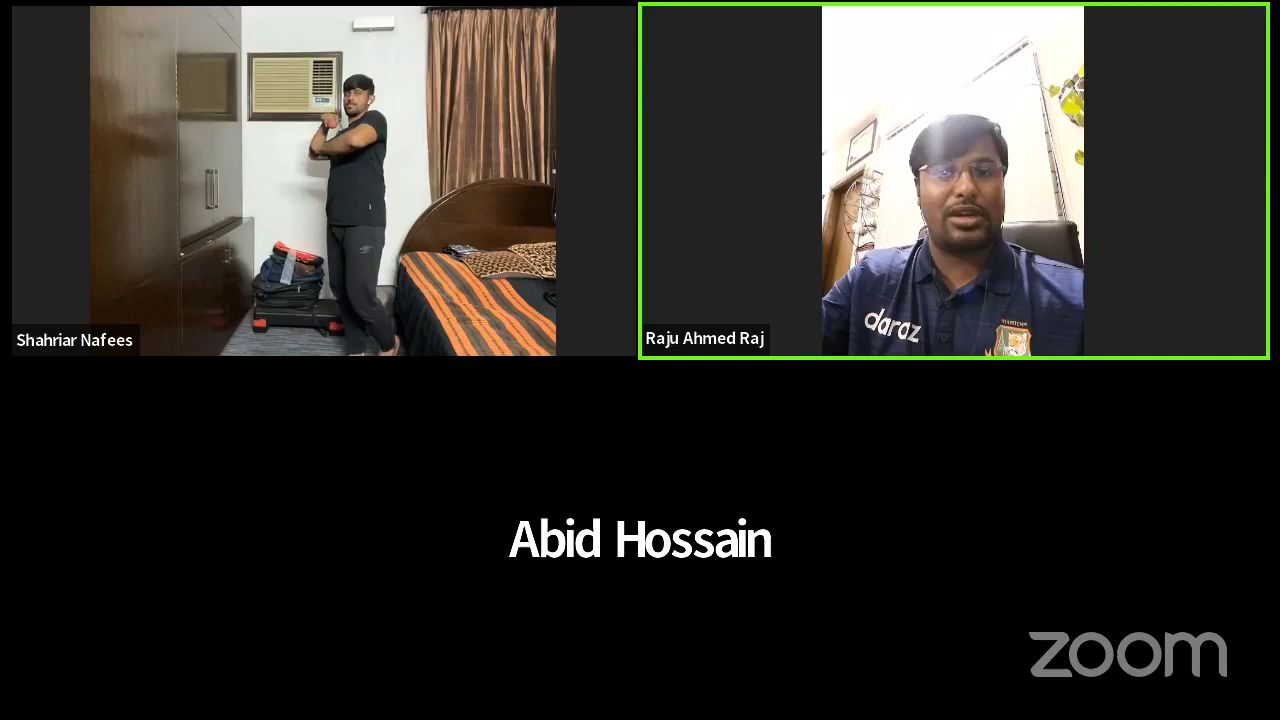 Shahriar Nafees
Raju Ahmed Raj
daraz
বাংলাদেশ
Abid Hossain
zoom